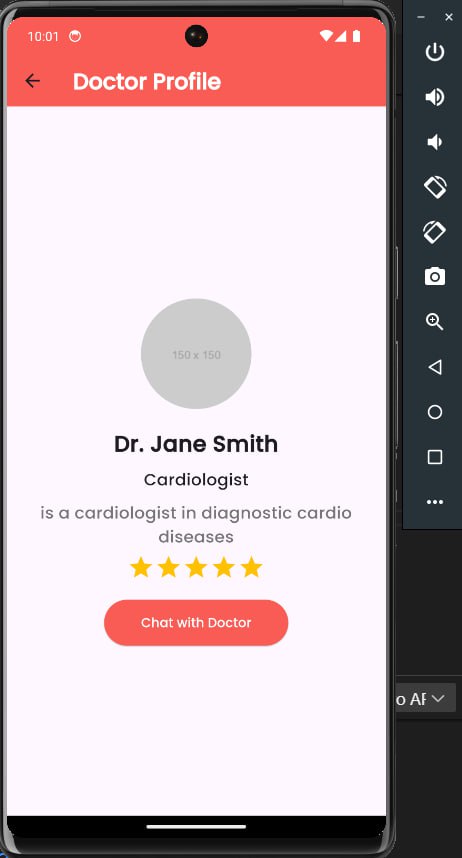 10:01
Doctor Profile
150 x 150
Dr. Jane Smith
Cardiologist
is a cardiologist in diagnostic cardio
diseases
Chat with Doctor